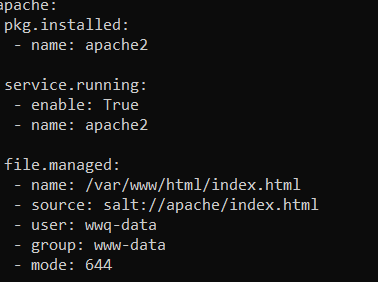 apache:
 pkg.installed:
  - name: apache2

 service.running:
  - enable: True
  - name: apache2

 file.managed:
  - name: /var/www/html/index.html
  - source: salt://apache/index.html
  - user: wwq-data
  - group: www-data
  - mode: 644